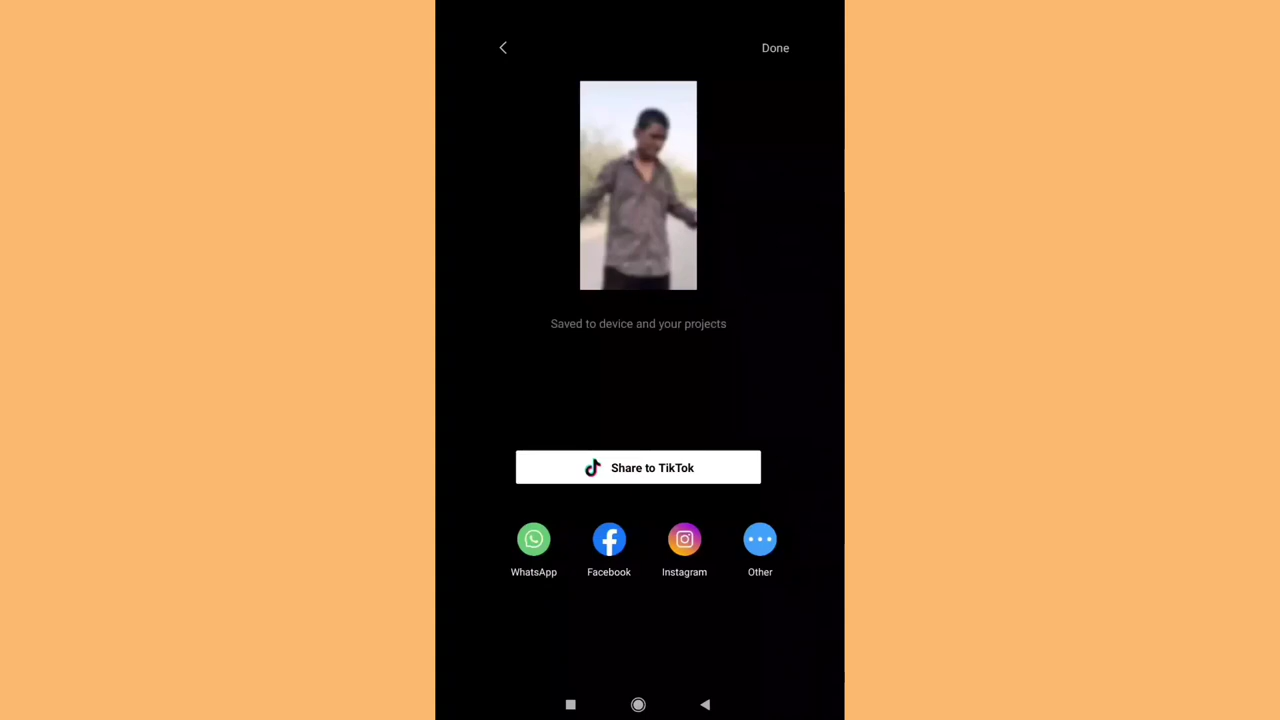 Done
Saved to device and your projects
Share to TikTok
WhatsApp Facebook Instagram Other